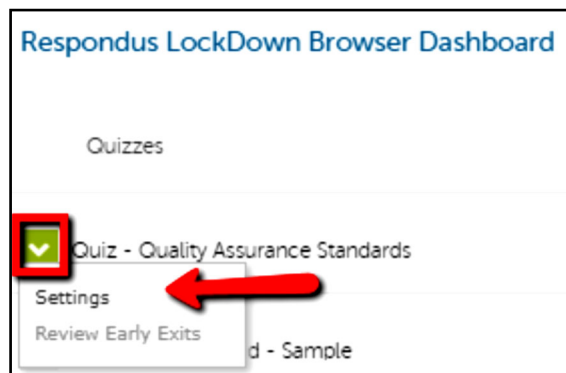 Respondus LockDown Browser Dashboard
Quizzes
Quiz - Quality Assurance Standards
Settings
Review Early Exits
d - Sample